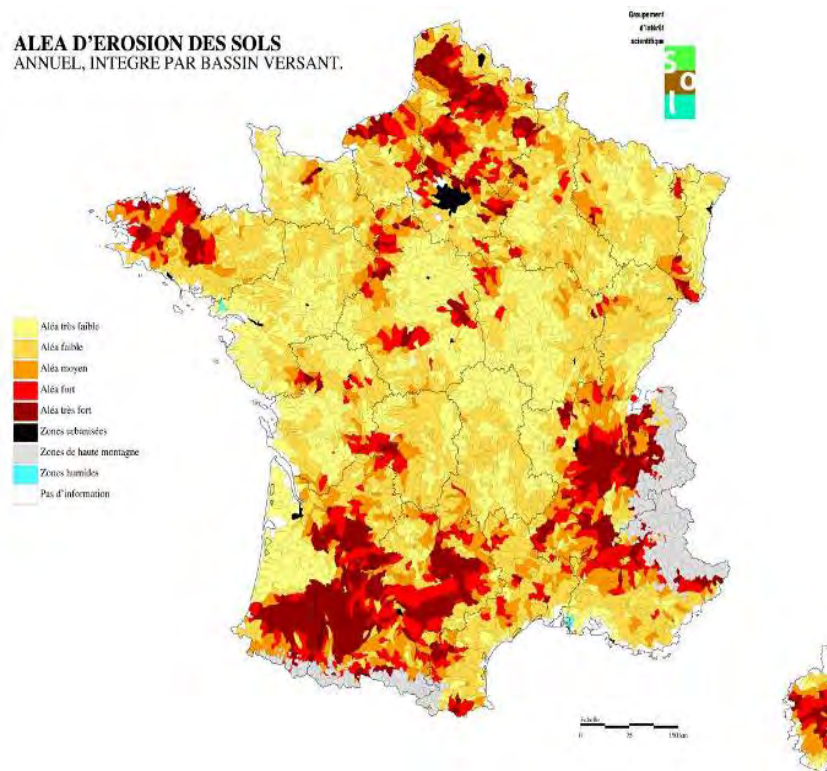 Groupement
d'intérêt
scientifique
S
o
l
ALEA D'EROSION DES SOLS
ANNUEL, INTEGRE PAR BASSIN VERSANT.
Aléa très faible
Aléa faible
Aléa moyen
Aléa fort
Aléa très fort
Zones urbanisées
Zones de haute montagne
Zones humides
Pas d'information
Echelle
0 75 150 km